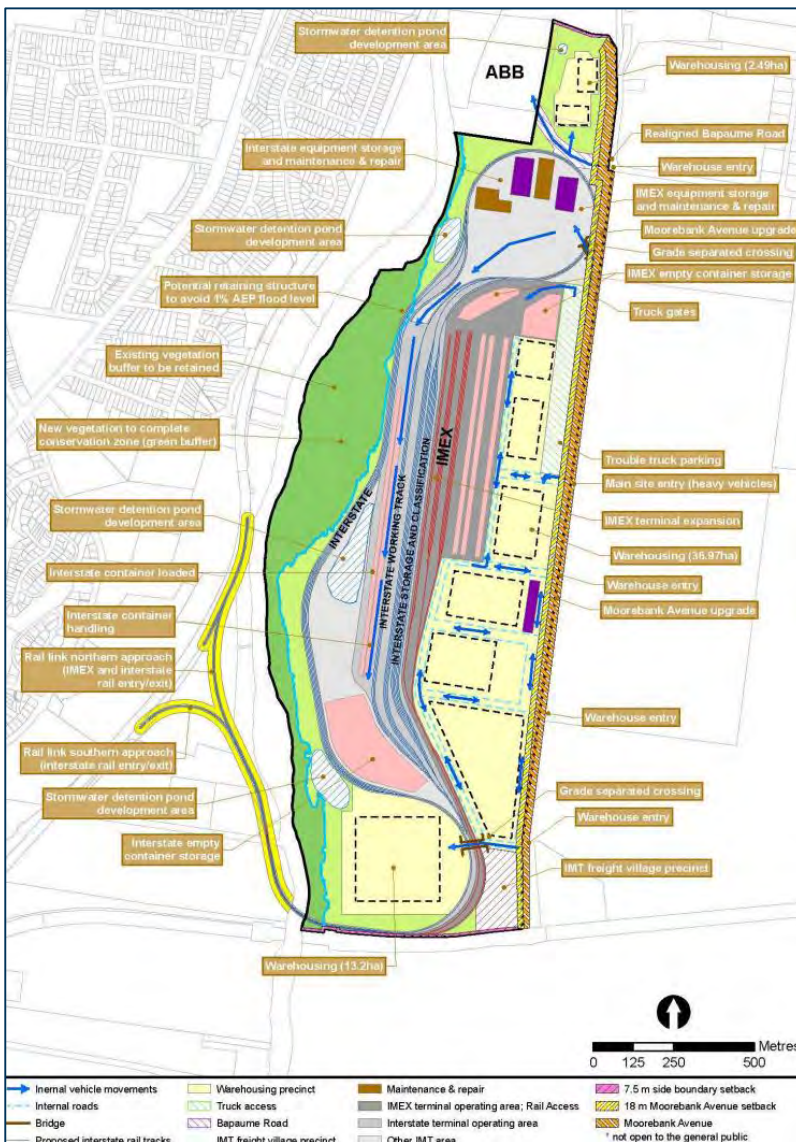 Stormwater detention pond
development area
ABB
Warehousing (2.49ha)
Realigned Bapaume Road
Interstate equipment storage
and maintenance & repair
Warehouse entry
IMEX equipment storage
and maintenance & repair
Stormwater detention pond
development area
Moorebank Avenue upgrade
Grade separated crossing
IMEX empty container storage
Potential retaining structure
to avoid 1% AEP flood level
Truck gates
Existing vegetation
buffer to be retained
New vegetation to complete
conservation zone (green buffer)
IMEX
Trouble truck parking
Main site entry (heavy vehicles)
Stormwater detention pond
development area
INTERSTATE
INTERSTATE WORKING TRACK
INTERSTATE STORAGE AND CLASSIFICATION
IMEX terminal expansion
Warehousing (36.97ha)
Interstate container loaded
Warehouse entry
Moorebank Avenue upgrade
Interstate container
handling
Rail link northern approach
(IMEX and interstate
rail entry/exit)
Warehouse entry
Rail link southern approach
(interstate rail entry/exit)
Stormwater detention pond
development area
Grade separated crossing
Warehouse entry
Interstate empty
container storage
IMT freight village precinct
Warehousing (13.2ha)
Metres
0 125 250 500
Inernal vehicle movements
Internal roads
Bridge
Proposed interstate rail tracks
Warehousing precinct
Truck access
Bapaume Road
IMT freight village precinct
Maintenance & repair
IMEX terminal operating area; Rail Access
Interstate terminal operating area
Other IMT area
7.5 m side boundary setback
18 m Moorebank Avenue setback
Moorebank Avenue
† not open to the general public